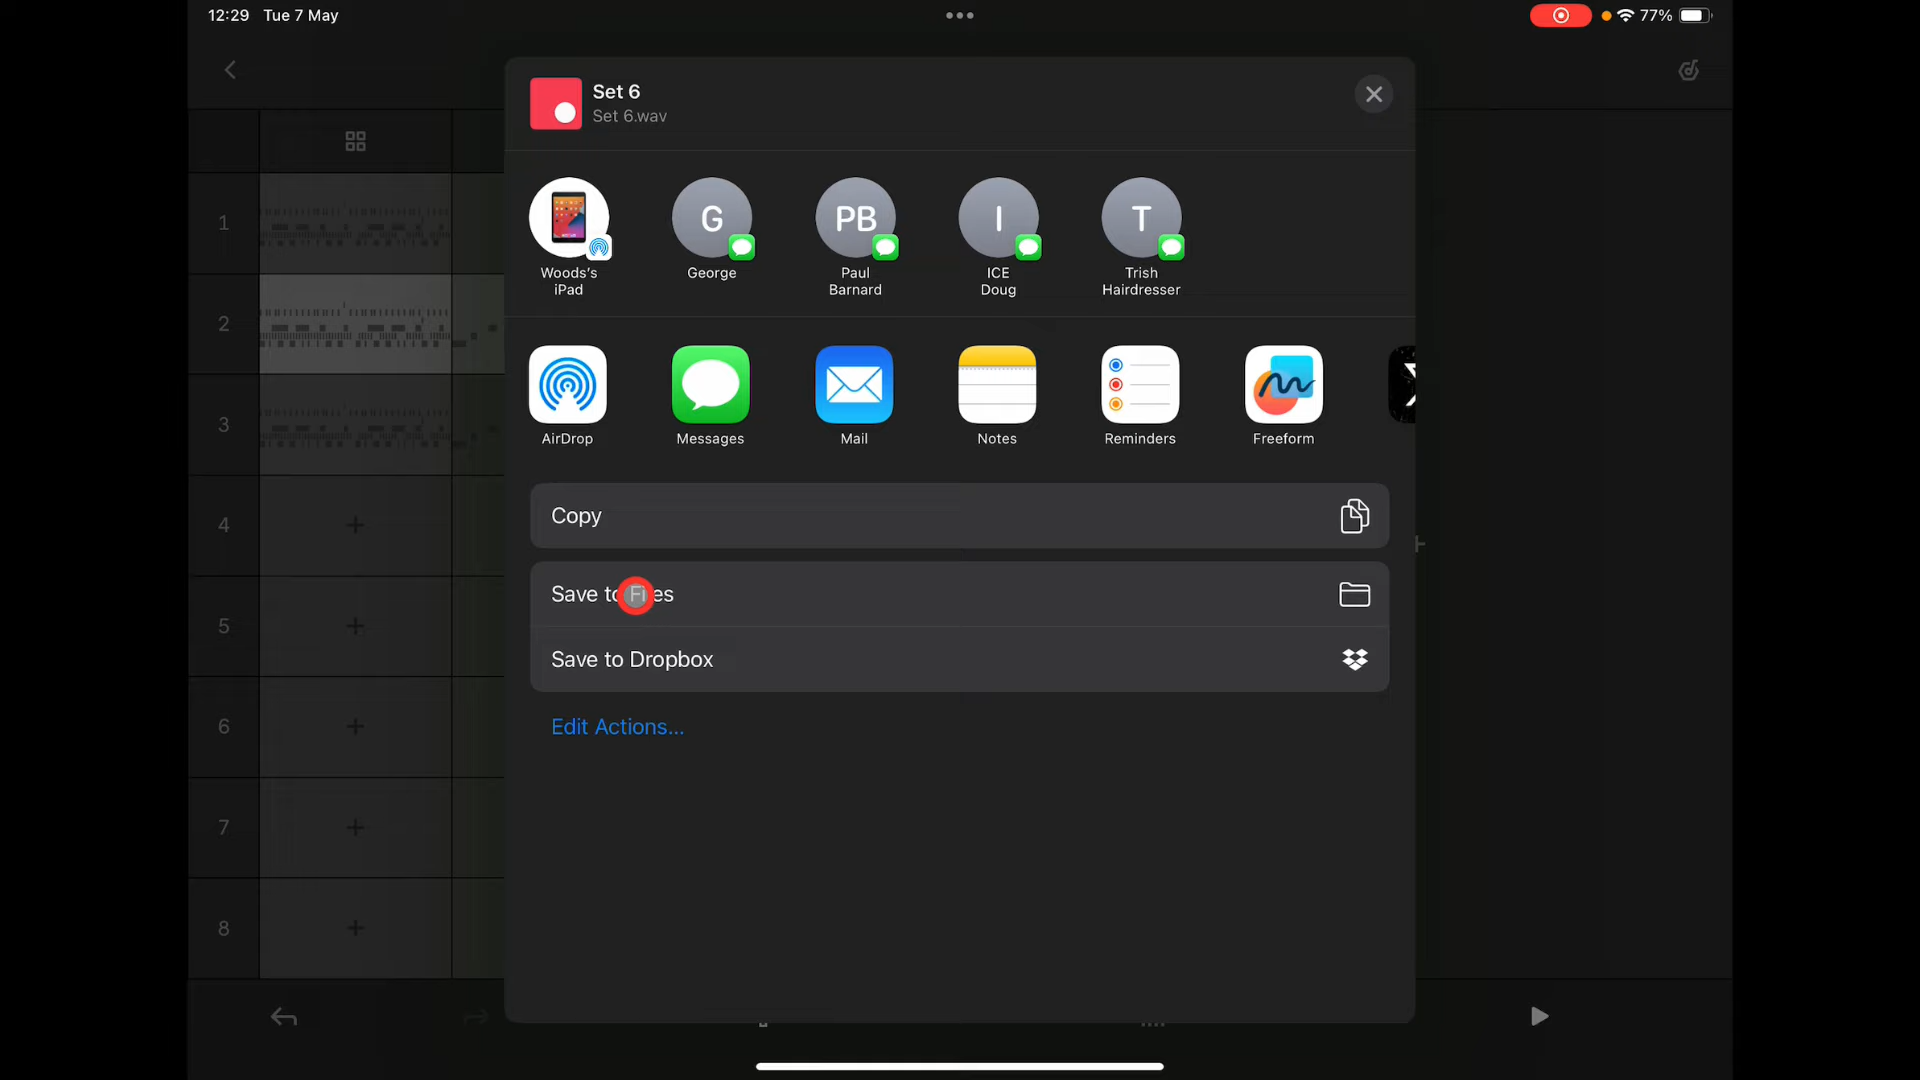 12:29 Tue 7 May
77%
Set 6
Set 6.wav
G
PB
I
T
Woods's
iPad
George
Paul
Barnard
ICE
Doug
Trish
Hairdresser
AirDrop
Messages
Mail
Notes
Reminders
Freeform
Copy
Save to Files
Save to Dropbox
Edit Actions...
1
2
3
4
5
6
7
8